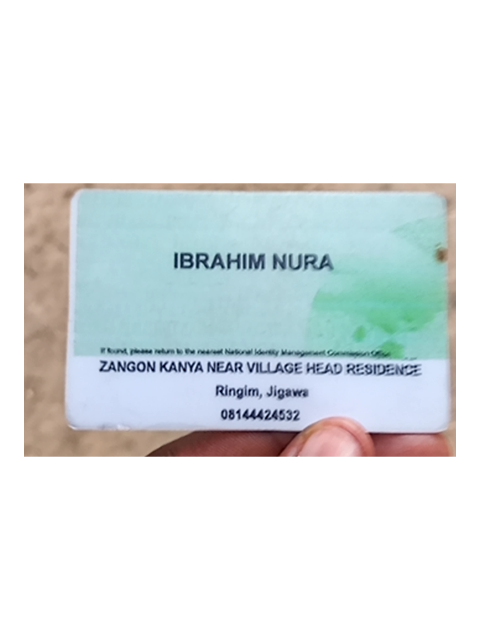 IBRAHIM NURA
If found, please return to the nearest National Identity Management Commission Office
ZANGON KANYA NEAR VILLAGE HEAD RESIDENCE
Ringim, Jigawa
08144424532